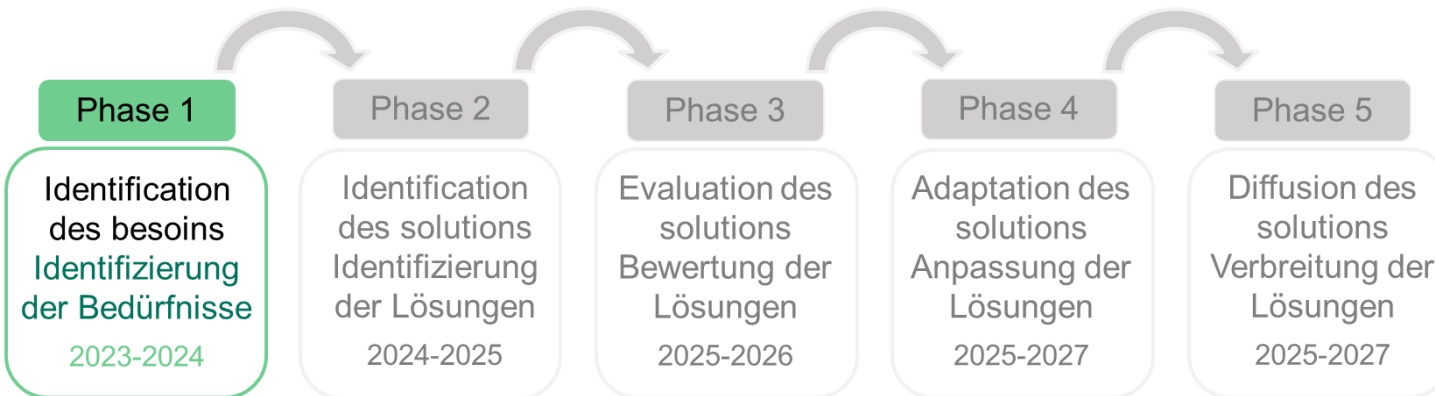 Phase 1
Identification
des besoins
Identifizierung
der Bedürfnisse
2023-2024
Phase 2
Identification
des solutions
Identifizierung
der Lösungen
2024-2025
Phase 3
Evaluation des
solutions
Bewertung der
Lösungen
2025-2026
Phase 4
Adaptation des
solutions
Anpassung der
Lösungen
2025-2027
Phase 5
Diffusion des
solutions
Verbreitung der
Lösungen
2025-2027